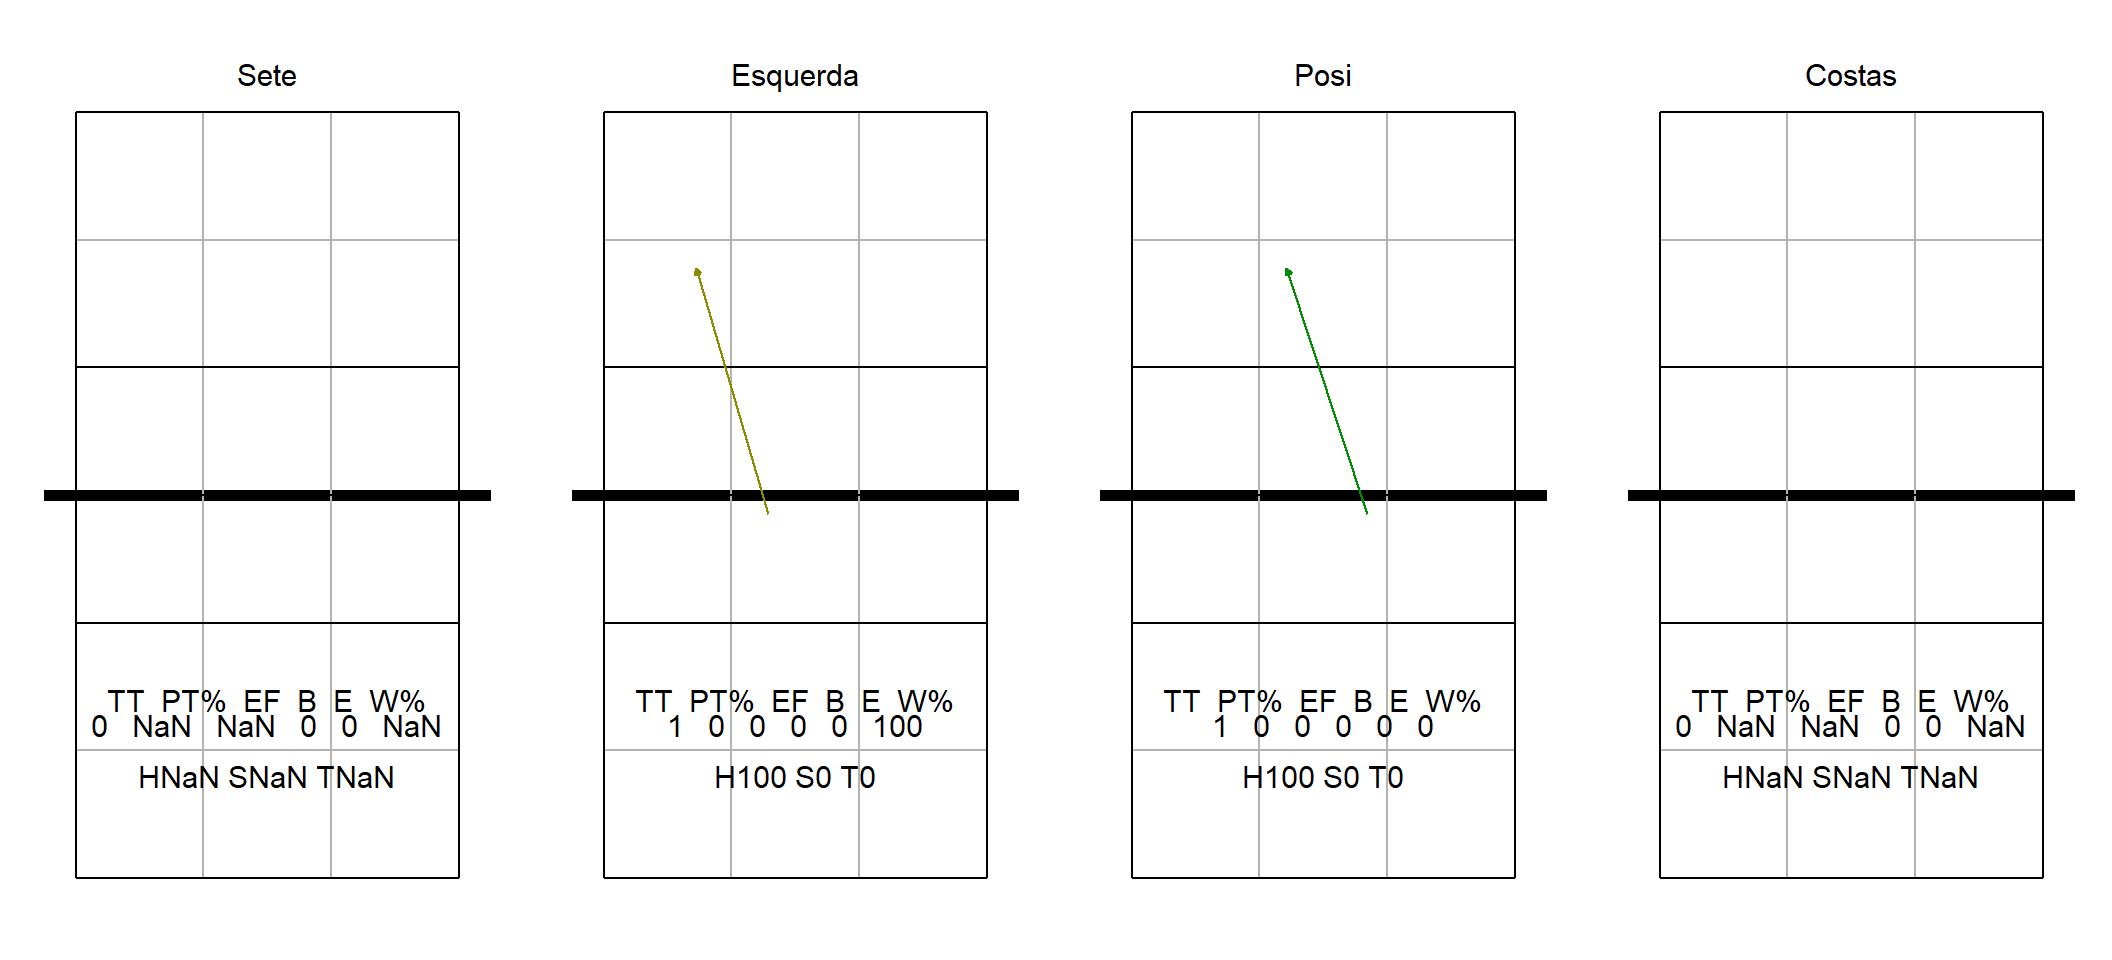 Sete
TT PT% EF B E W%
0 NaN NaN 0 0 NaN
HNaN SNaN TNaN
Esquerda
TT PT% EF B E W%
1 0 0 0 0 100
H100 S0 T0
Posi
TT PT% EF B E W%
1 0 0 0 0 0
H100 S0 T0
Costas
TT PT% EF B E W%
0 NaN NaN 0 0 NaN
HNaN SNaN TNaN